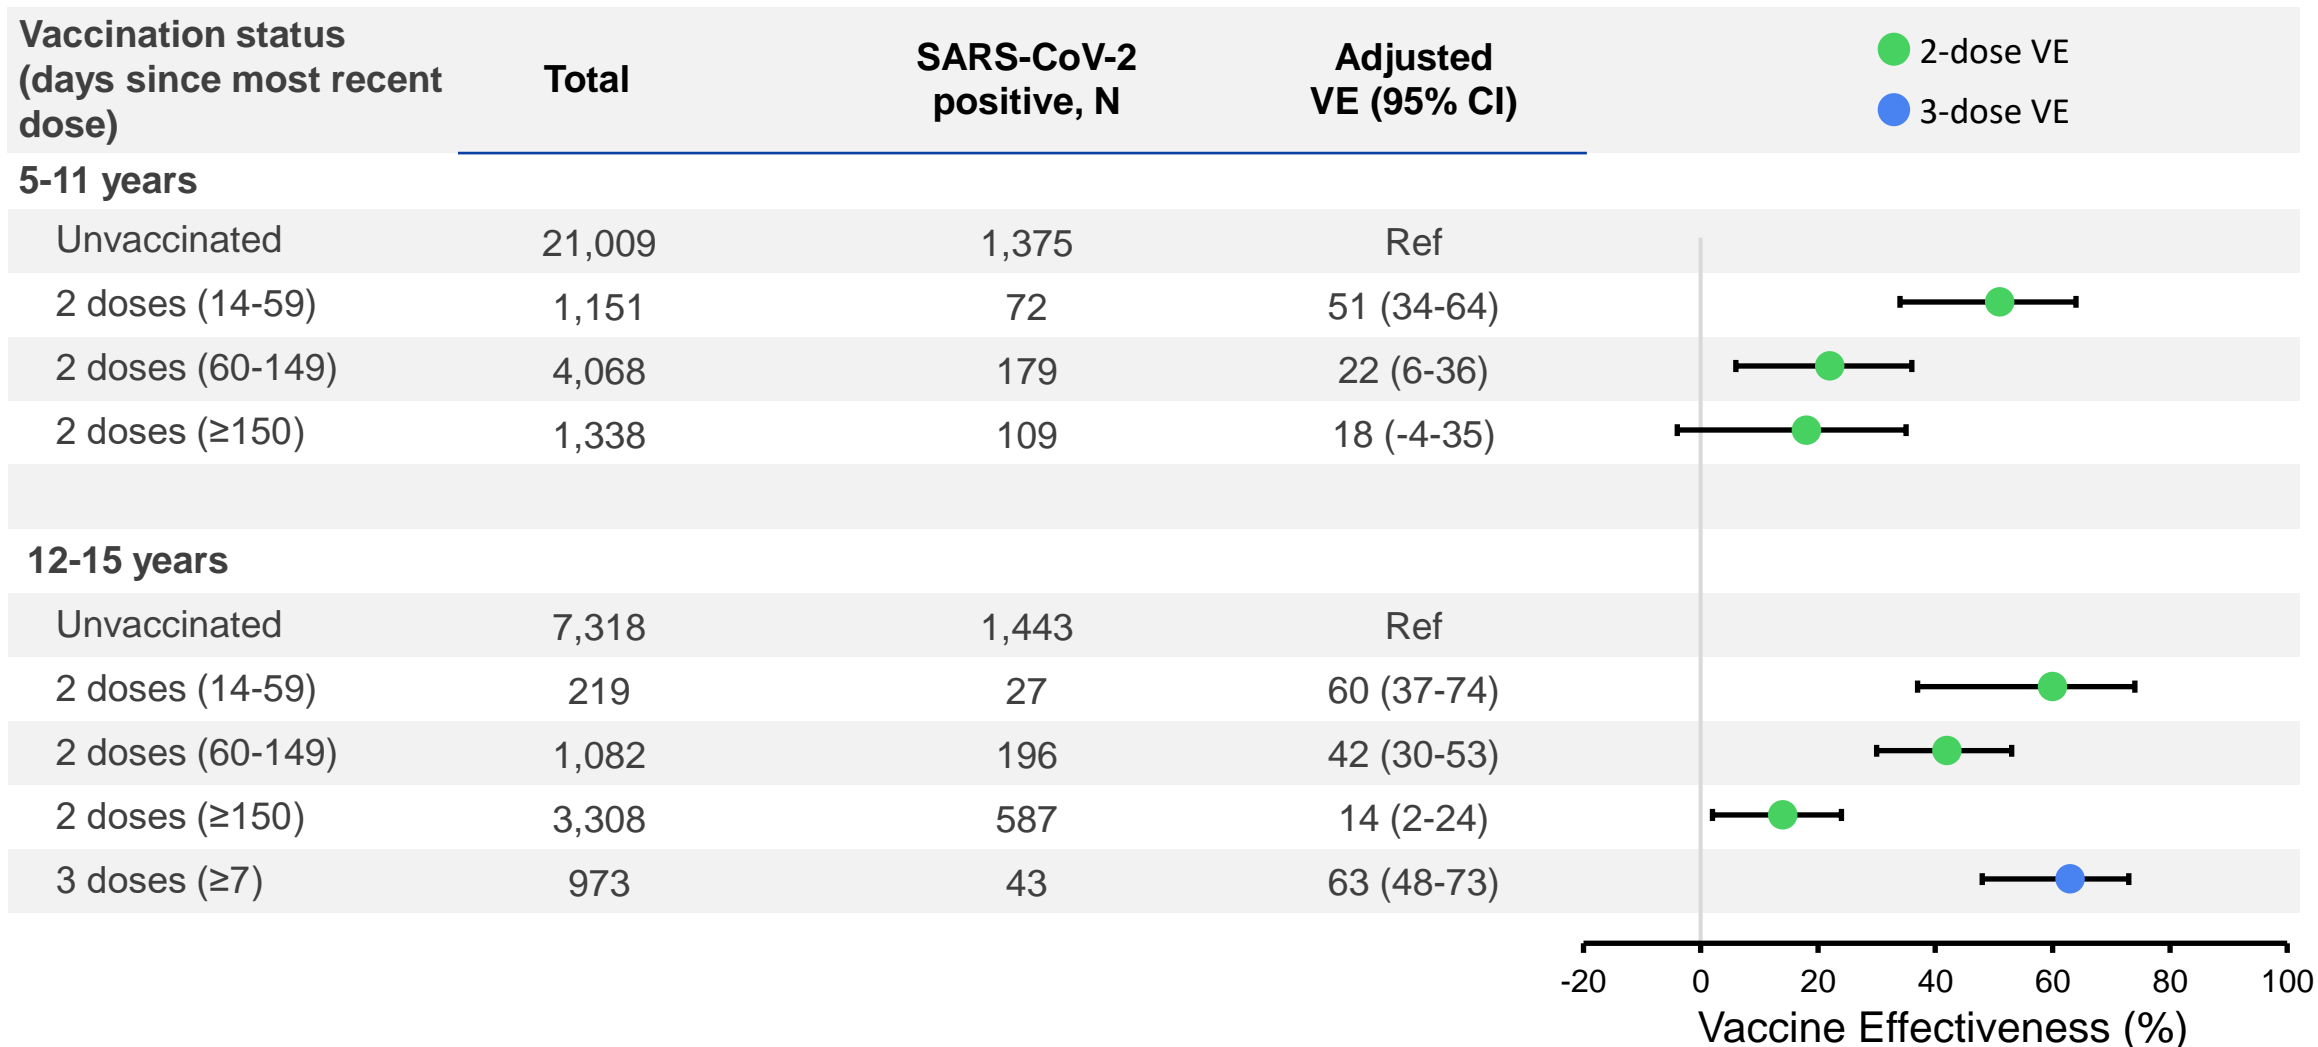 Vaccination status
(days since most recent
dose)
Total
SARS-CoV-2
positive, N
Adjusted
VE (95% CI)
2-dose VE
3-dose VE
5-11 years
Unvaccinated 21,009 1,375 Ref
2 doses (14-59) 1,151 72 51 (34-64)
2 doses (60-149) 4,068 179 22 (6-36)
2 doses (≥150) 1,338 109 18 (-4-35)
12-15 years
Unvaccinated 7,318 1,443 Ref
2 doses (14-59) 219 27 60 (37-74)
2 doses (60-149) 1,082 196 42 (30-53)
2 doses (≥150) 3,308 587 14 (2-24)
3 doses (≥7) 973 43 63 (48-73)
-20 0 20 40 60 80 100
Vaccine Effectiveness (%)